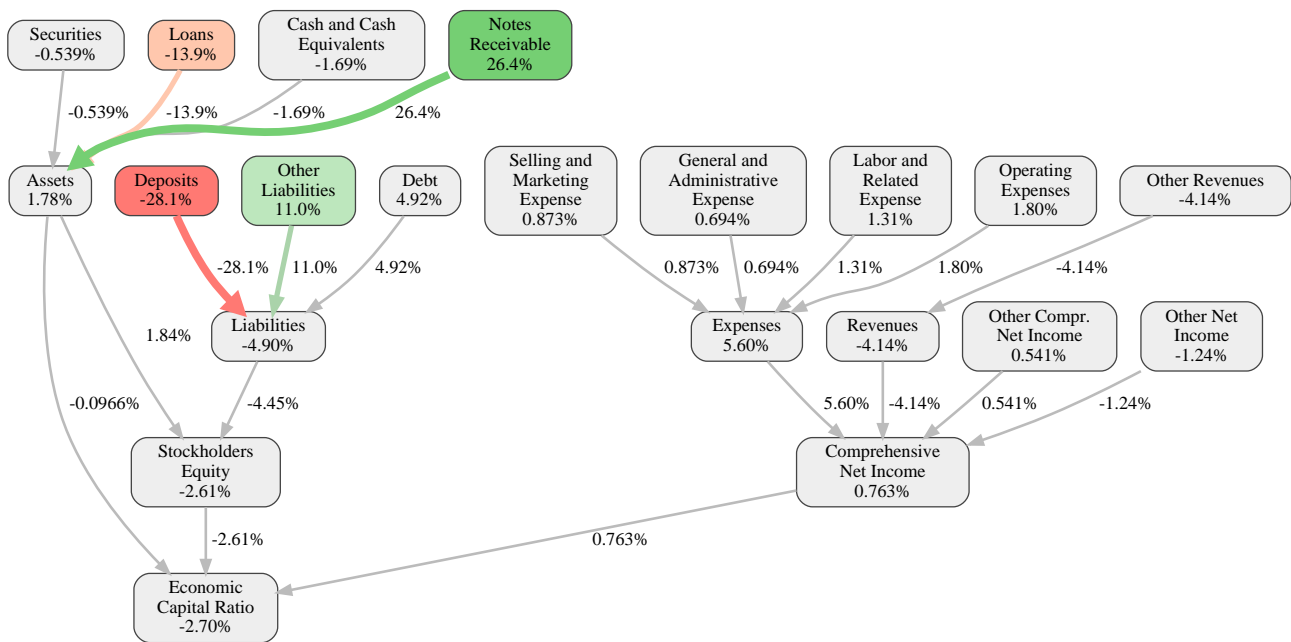 Securities
-0.539%
Loans
-13.9%
Cash and Cash
Equivalents
-1.69%
Notes
Receivable
26.4%
-0.539%
-13.9%
-1.69%
26.4%
Assets
1.78%
Deposits
-28.1%
Other
Liabilities
11.0%
Debt
4.92%
Selling and
Marketing
Expense
0.873%
General and
Administrative
Expense
0.694%
Labor and
Related
Expense
1.31%
Operating
Expenses
1.80%
Other Revenues
-4.14%
-28.1%
11.0%
4.92%
0.873%
0.694%
1.31%
1.80%
-4.14%
1.84%
Liabilities
-4.90%
Expenses
5.60%
Revenues
-4.14%
Other Compr.
Net Income
0.541%
Other Net
Income
-1.24%
-0.0966%
-4.45%
5.60%
-4.14%
0.541%
-1.24%
Stockholders
Equity
-2.61%
Comprehensive
Net Income
0.763%
-2.61%
0.763%
Economic
Capital Ratio
-2.70%